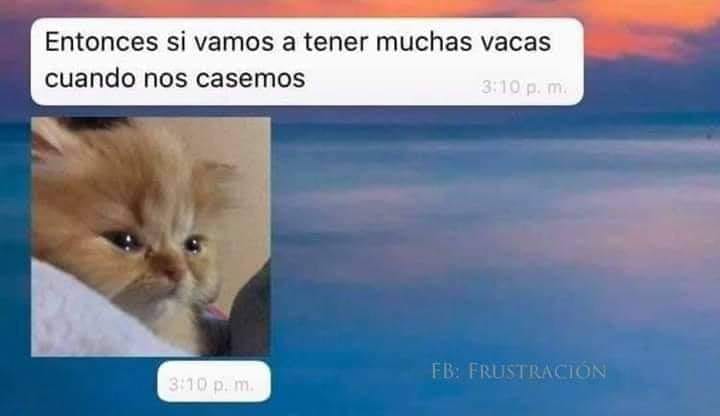 Entonces si vamos a tener muchas vacas
cuando nos casemos
3:10 p. m.
3:10 p. m.
FB: FRUSTRACIÓN